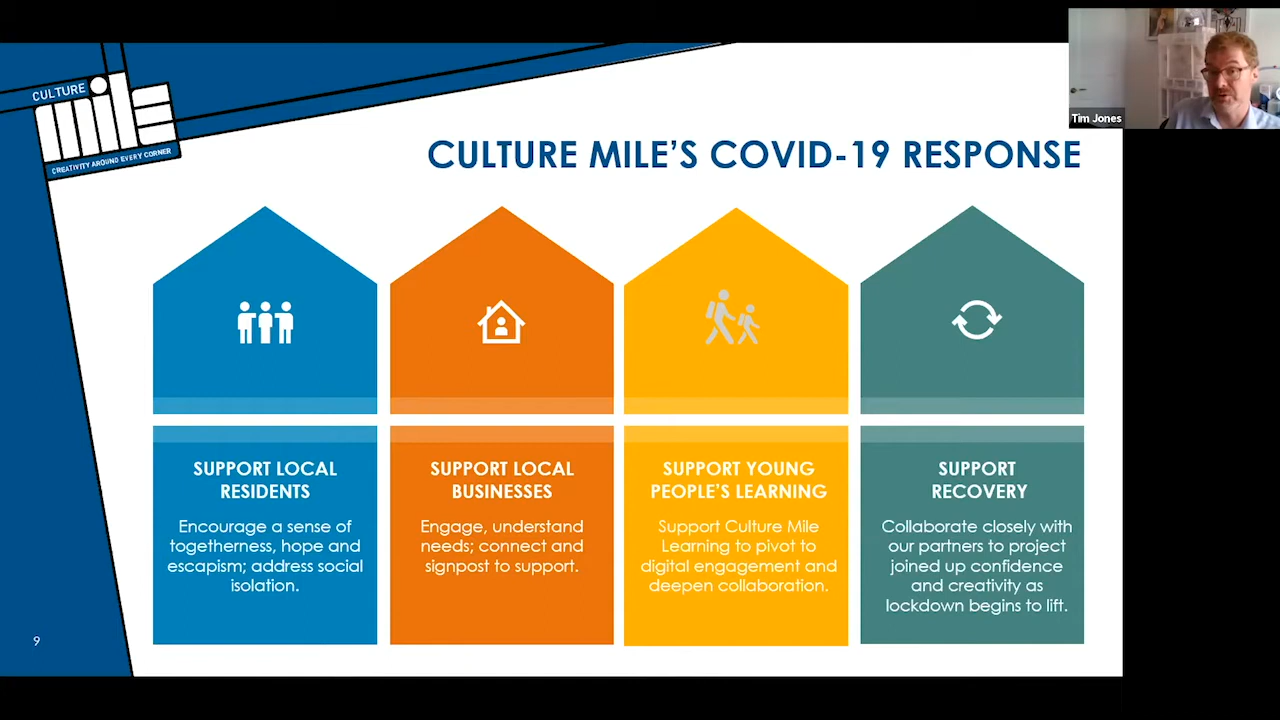 CULTURE
mile
CREATIVITY AROUND EVERY CORNER
Tim Jones
CULTURE MILE’S COVID-19 RESPONSE
SUPPORT LOCAL
RESIDENTS
Encourage a sense of
togetherness, hope and
escapism; address social
isolation.
SUPPORT LOCAL
BUSINESSES
Engage, understand
needs; connect and
signpost to support.
SUPPORT YOUNG
PEOPLE’S LEARNING
Support Culture Mile
Learning to pivot to
digital engagement and
deepen collaboration.
SUPPORT
RECOVERY
Collaborate closely with
our partners to project
joined up confidence
and creativity as
lockdown begins to lift.
9